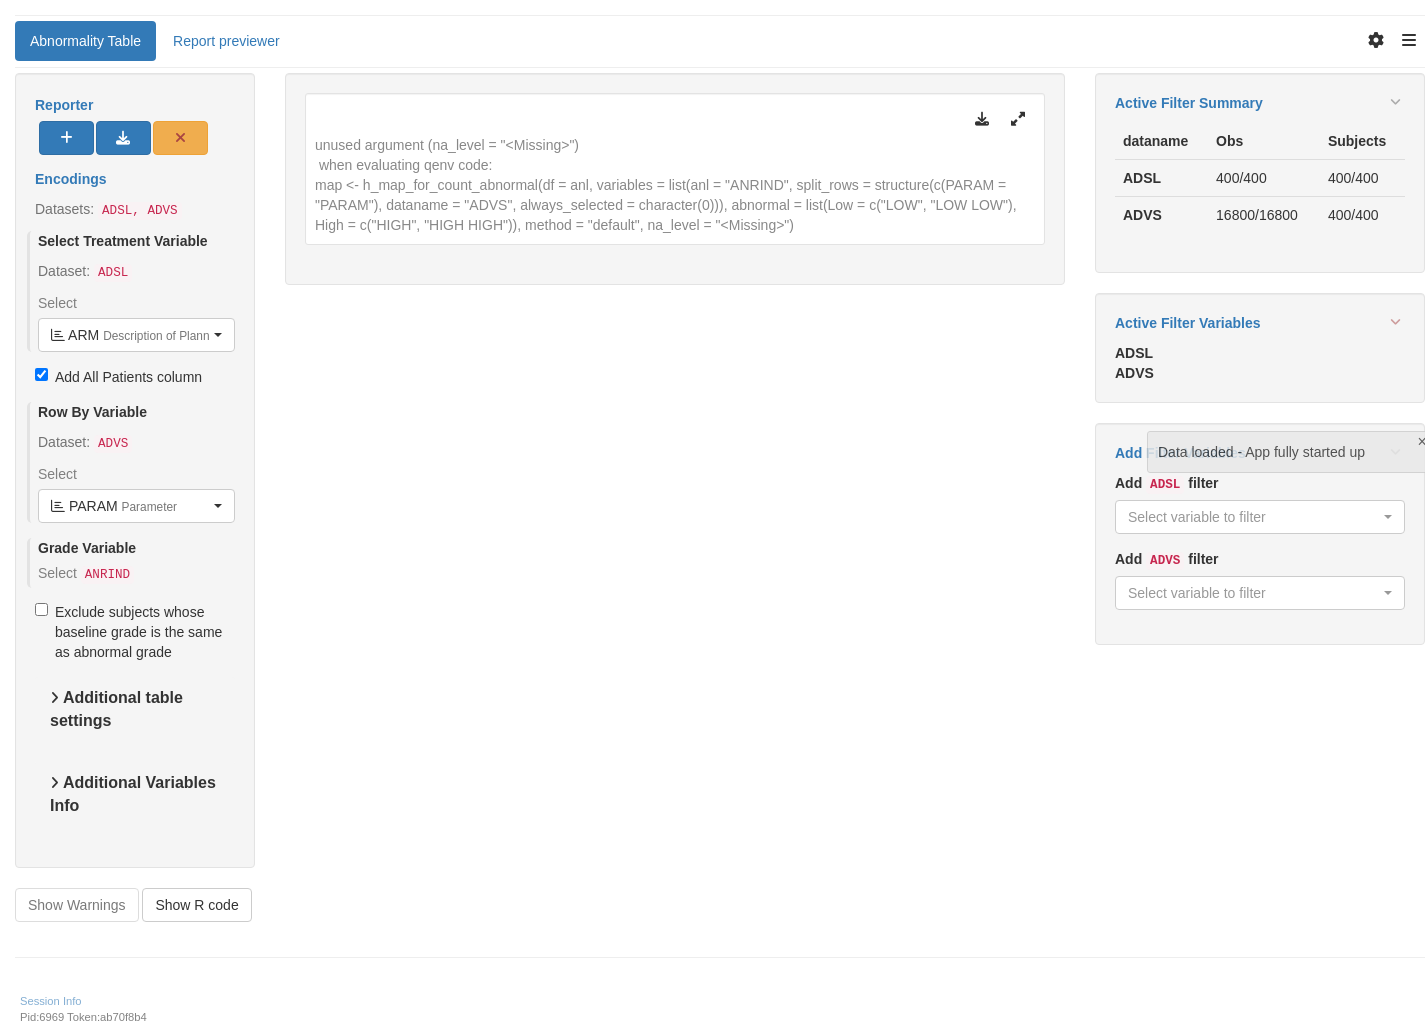 Abnormality Table
Report previewer
Reporter
Encodings
Datasets: ADSL, ADVS
Select Treatment Variable
Dataset: ADSL
Select
ARM Description of Plann
Add All Patients column
Row By Variable
Dataset: ADVS
Select
PARAM Parameter
Grade Variable
Select ANRIND
Exclude subjects whose
baseline grade is the same
as abnormal grade
Additional table
settings
Additional Variables
Info
Show Warnings
Show R code
unused argument (na_level = "<Missing>")
when evaluating qenv code:
map <- h_map_for_count_abnormal(df = anl, variables = list(anl = "ANRIND", split_rows = structure(c(PARAM =
"PARAM"), dataname = "ADVS", always_selected = character(0))), abnormal = list(Low = c("LOW", "LOW LOW"),
High = c("HIGH", "HIGH HIGH")), method = "default", na_level = "<Missing>")
Active Filter Summary
dataname Obs Subjects
ADSL 400/400 400/400
ADVS 16800/16800 400/400
Active Filter Variables
ADSL
ADVS
Add
Data loaded - App fully started up
×
Add ADSL filter
Select variable to filter
Add ADVS filter
Select variable to filter
Session Info
Pid:6969 Token:ab70f8b4